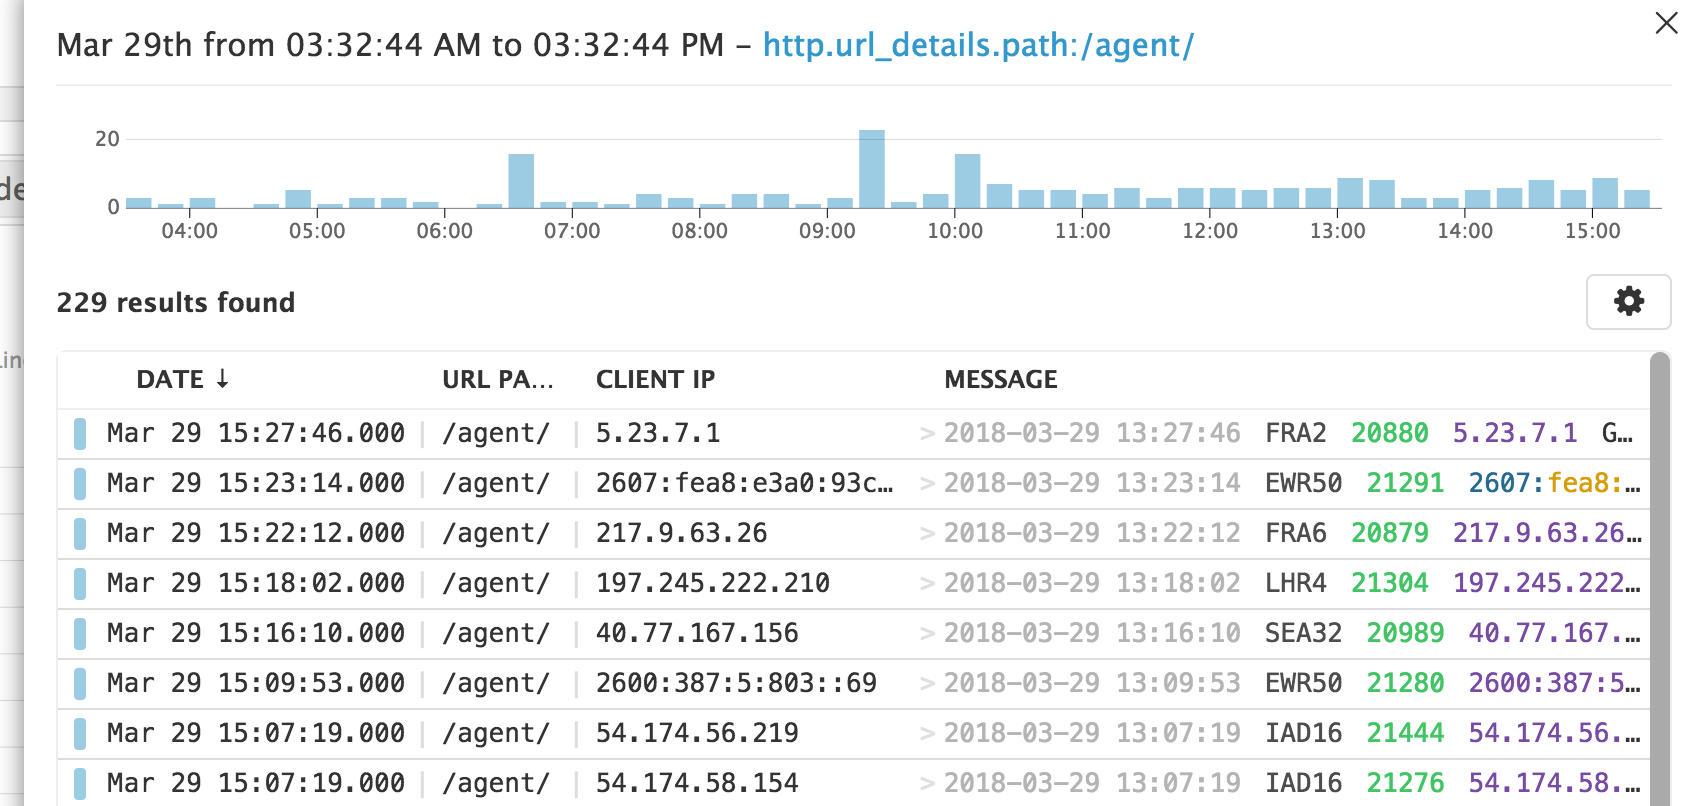 Mar 29th from 03:32:44 AM to 03:32:44 PM – http.url_details.path:/agent/
20
0
04:00 05:00 06:00 07:00 08:00 09:00 10:00 11:00 12:00 13:00 14:00 15:00
de
229 results found
DATE ↓ URL PA... CLIENT IP MESSAGE
Mar 29 15:27:46.000 | /agent/ | 5.23.7.1 > 2018-03-29 13:27:46 FRA2 20880 5.23.7.1 G...
Mar 29 15:23:14.000 | /agent/ | 2607:fea8:e3a0:93c... > 2018-03-29 13:23:14 EWR50 21291 2607:fea8:...
Mar 29 15:22:12.000 | /agent/ | 217.9.63.26 > 2018-03-29 13:22:12 FRA6 20879 217.9.63.26...
Mar 29 15:18:02.000 | /agent/ | 197.245.222.210 > 2018-03-29 13:18:02 LHR4 21304 197.245.222...
Mar 29 15:16:10.000 | /agent/ | 40.77.167.156 > 2018-03-29 13:16:10 SEA32 20989 40.77.167....
Mar 29 15:09:53.000 | /agent/ | 2600:387:5:803::69 > 2018-03-29 13:09:53 EWR50 21280 2600:387:5...
Mar 29 15:07:19.000 | /agent/ | 54.174.56.219 > 2018-03-29 13:07:19 IAD16 21444 54.174.56....
Mar 29 15:07:19.000 | /agent/ | 54.174.58.154 > 2018-03-29 13:07:19 IAD16 21276 54.174.58....